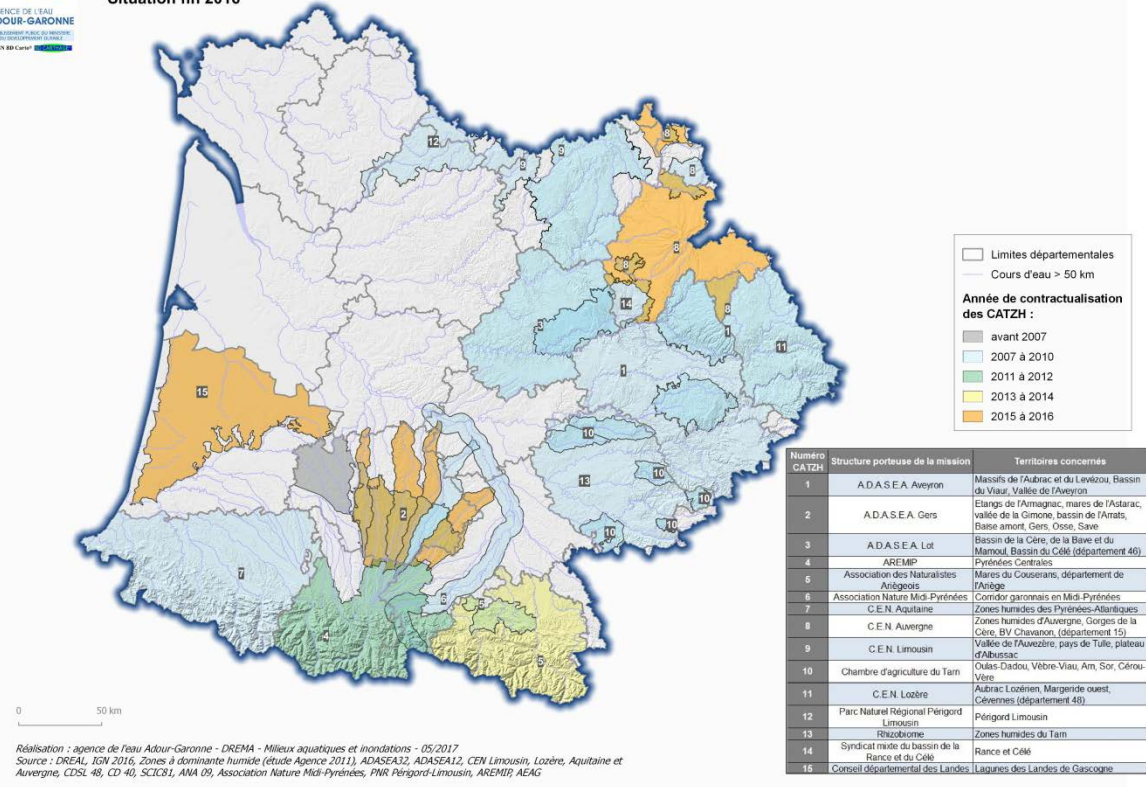 Situation fin 2016
ENCE DE L'EAU
DOUR-GARONNE
Limites départementales
Cours d'eau > 50 km
Année de contractualisation
des CATZH :
avant 2007
2007 à 2010
2011 à 2012
2013 à 2014
2015 à 2016
12
9
9
8
8
8
8
14
8
3
1
11
1
15
10
10
13
10
2
10
10
7
6
5
4
5
0 50 km
Numéro CATZH Structure porteuse de la mission Territoires concernés
1 A.D.A.S.E.A. Aveyron Massifs de l'Aubrac et du Levézou, Bassin
du Viaur, Vallée de l'Aveyron
2 A.D.A.S.E.A. Gers Etangs de l'Armagnac, mares de l'Astarac,
vallée de la Gimone, bassin de l'Arrats,
Baïse amont, Gers, Osse, Save
3 A.D.A.S.E.A. Lot Bassin de la Cère, de la Bave et du
Mamoul, Bassin du Célé (département 46)
4 AREMIP Pyrénées Centrales
5 Association des Naturalistes
Ariégeois Mares du Couserans, département de
l'Ariège
6 Association Nature Midi-Pyrénées Corridor garonnais en Midi-Pyrénées
7 C.E.N. Aquitaine Zones humides des Pyrénées-Atlantiques
8 C.E.N. Auvergne Zones humides d'Auvergne, Gorges de la
Cère, BV Chavanon, (département 15)
9 C.E.N. Limousin Vallée de l'Auvezère, pays de Tulle, plateau
d'Albussac
10 Chambre d'agriculture du Tarn Oulas-Dadou, Vèbre-Viau, Arn, Sor, Cérou-
Vère
11 C.E.N. Lozère Aubrac Lozérien, Margeride ouest,
Cévennes (département 48)
12 Parc Naturel Régional Périgord
Limousin Périgord Limousin
13 Rhizobiome Zones humides du Tarn
14 Syndicat mixte du bassin de la
Rance et du Célé Rance et Célé
15 Conseil départemental des Landes Lagunes des Landes de Gascogne
Réalisation : agence de l'eau Adour-Garonne - DREMA - Milieux aquatiques et inondations - 05/2017
Source : DREAL, IGN 2016, Zones à dominante humide (étude Agence 2011), ADASEA32, ADASEA12, CEN Limousin, Lozère, Aquitaine et
Auvergne, CDSL 48, CD 40, SCIC81, ANA 09, Association Nature Midi-Pyrénées, PNR Périgord-Limousin, AREMIP, AEAG